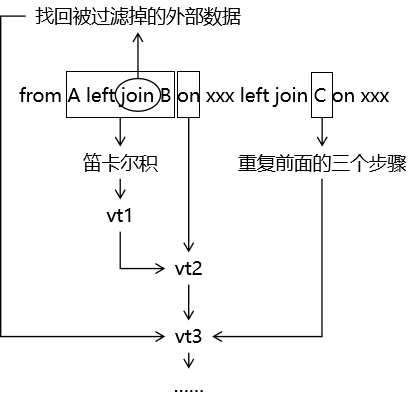 找回被过滤掉的外部数据
from A left join B on xxx left join C on xxx
笛卡尔积
重复前面的三个步骤
vt1
vt2
vt3
......